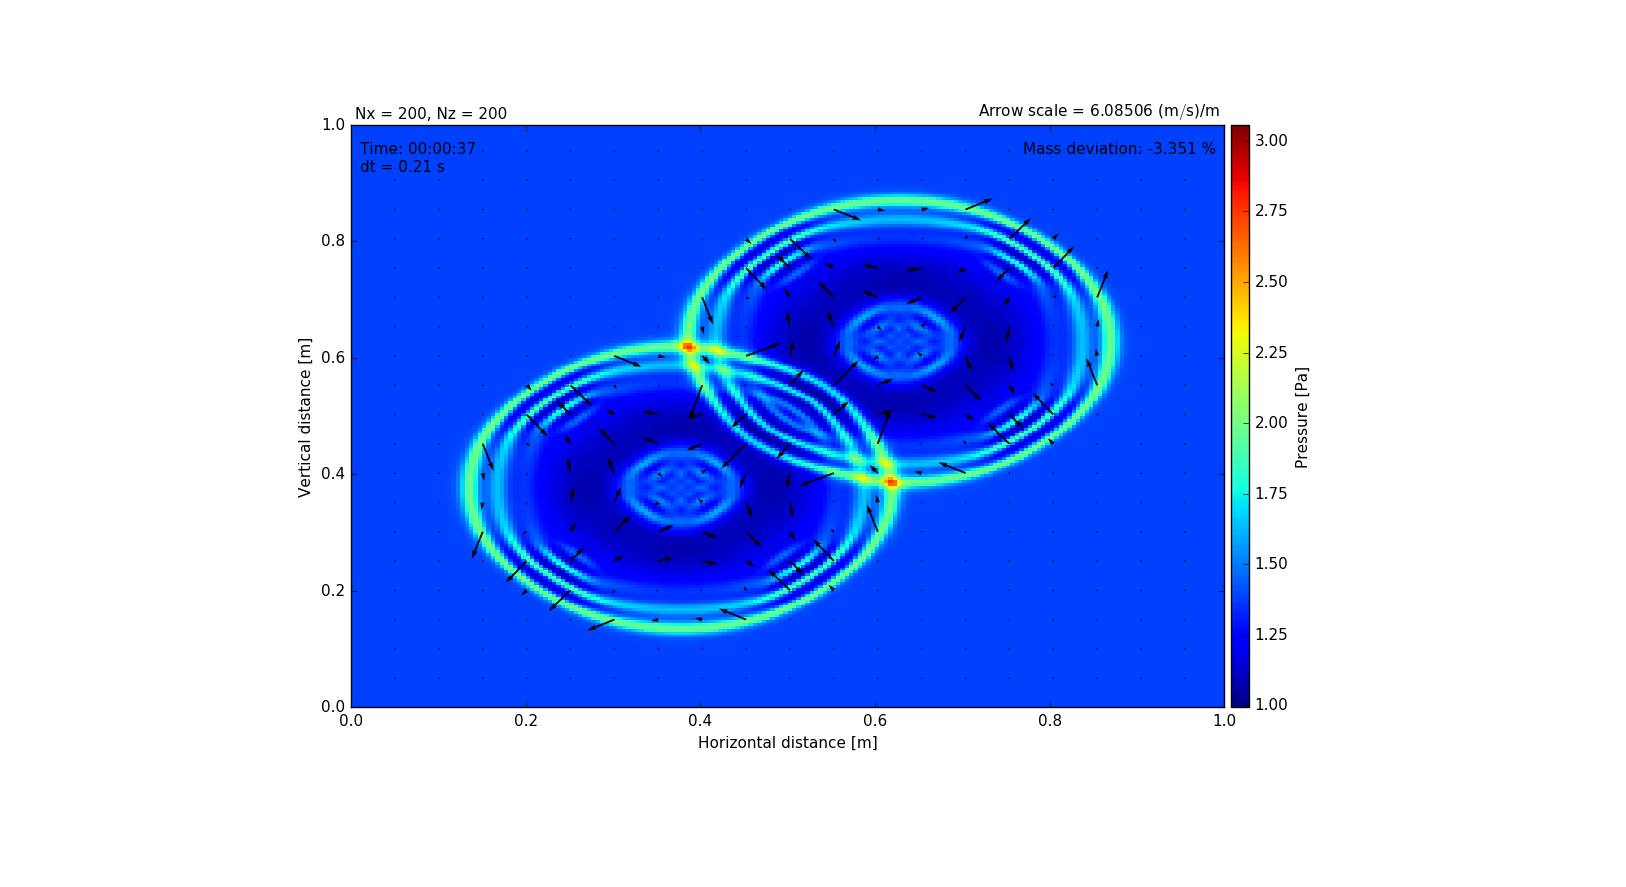 Nx = 200, Nz = 200
Arrow scale = 6.08506 (m/s)/m
Time: 00:00:37
dt = 0.21 s
Mass deviation: -3.351 %
1.0
0.8
0.6
0.4
0.2
0.0
Vertical distance [m]
0.0
0.2
0.4
0.6
0.8
1.0
Horizontal distance [m]
3.00
2.75
2.50
2.25
2.00
1.75
1.50
1.25
1.00
Pressure [Pa]